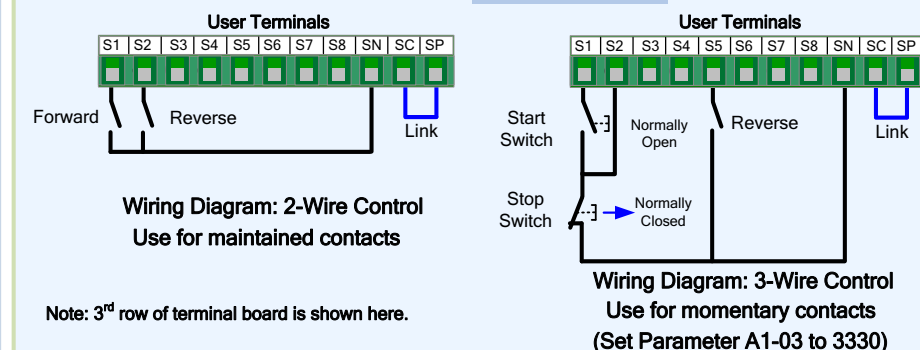 User Terminals
S1 S2 S3 S4 S5 S6 S7 S8 SN SC SP
Forward
Reverse
Link
Wiring Diagram: 2-Wire Control
Use for maintained contacts
Note: 3rd row of terminal board is shown here.
User Terminals
S1 S2 S3 S4 S5 S6 S7 S8 SN SC SP
Start
Switch
Normally
Open
Reverse
Link
Stop
Switch
Normally
Closed
Wiring Diagram: 3-Wire Control
Use for momentary contacts
(Set Parameter A1-03 to 3330)